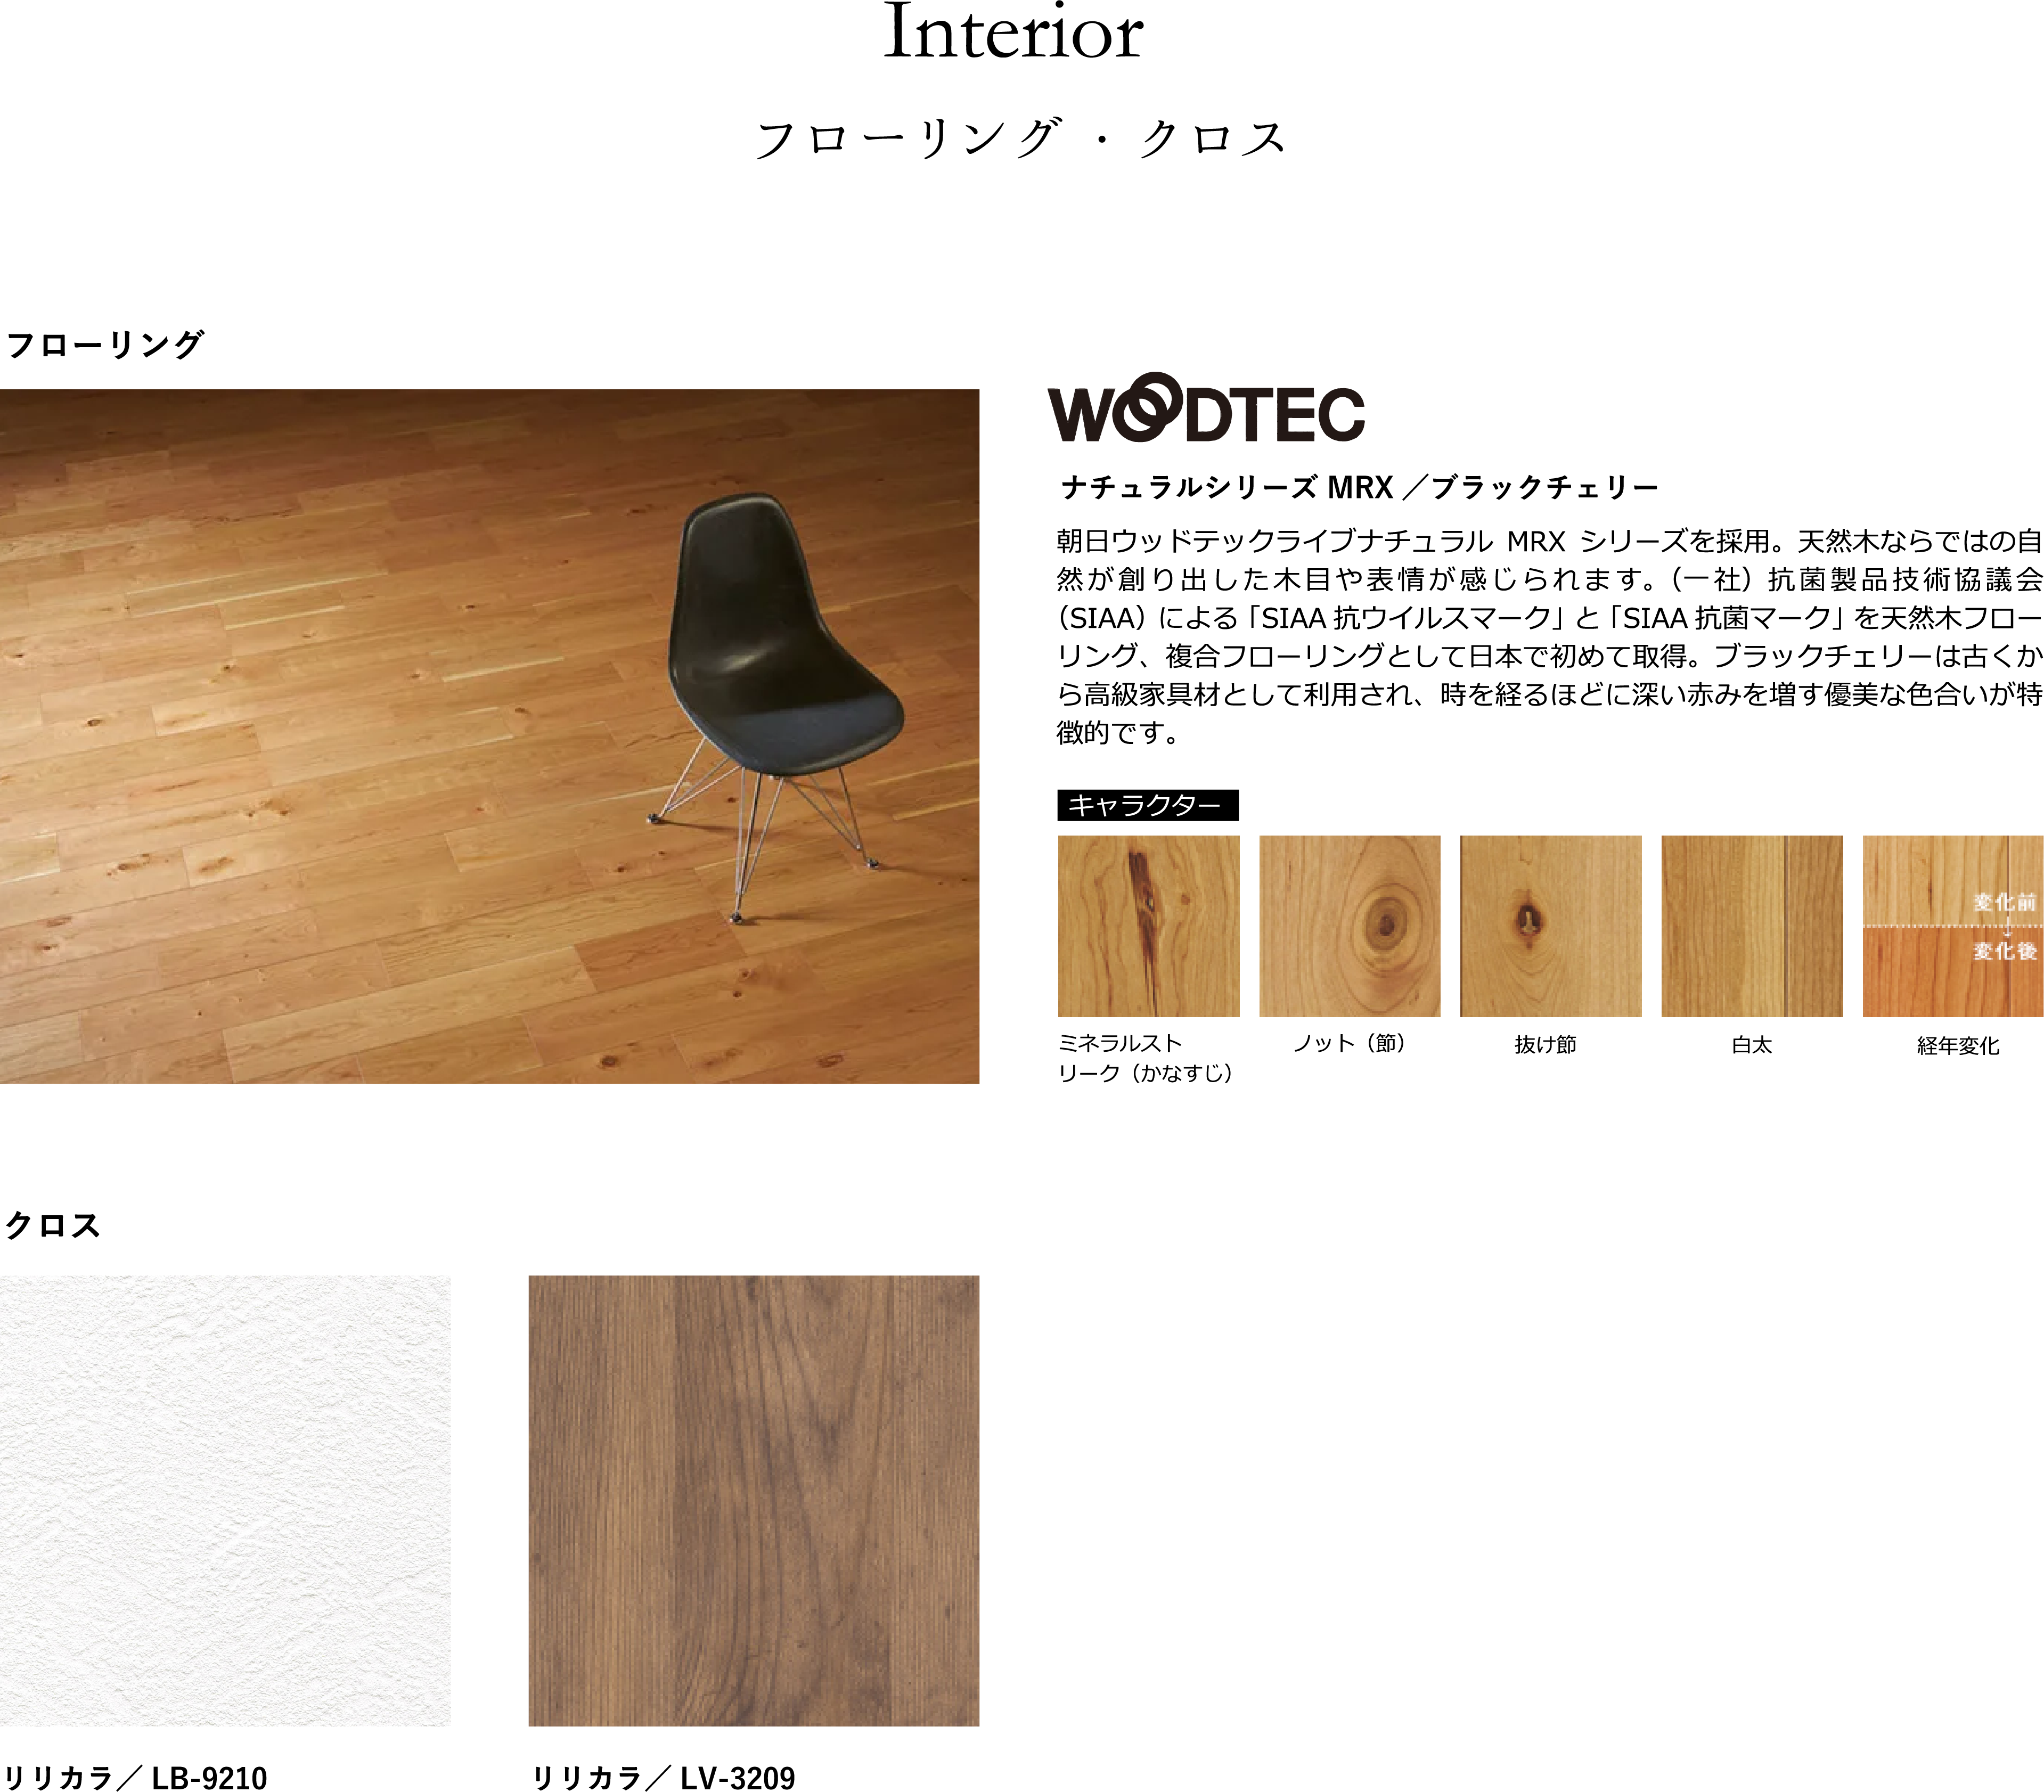 Interior
フローリング・クロス
フローリング
WOODTEC
ナチュラルシリーズ MRX ／ブラックチェリー
朝日ウッドテックライブナチュラル MRX シリーズを採用。天然木ならではの自
然が創り出した木目や表情が感じられます。（一社）抗菌製品技術協議会
（SIAA）による「SIAA 抗ウイルスマーク」と「SIAA 抗菌マーク」を天然木フロー
リング、複合フローリングとして日本で初めて取得。ブラックチェリーは古くか
ら高級家具材として利用され、時を経るほどに深い赤みを増す優美な色合いが特
徴的です。
キャラクター
変化前
↓
変化後
ミネラルスト
リーク（かなすじ）
ノット（節）
抜け節
白太
経年変化
クロス
リリカラ／ LB-9210
リリカラ／ LV-3209